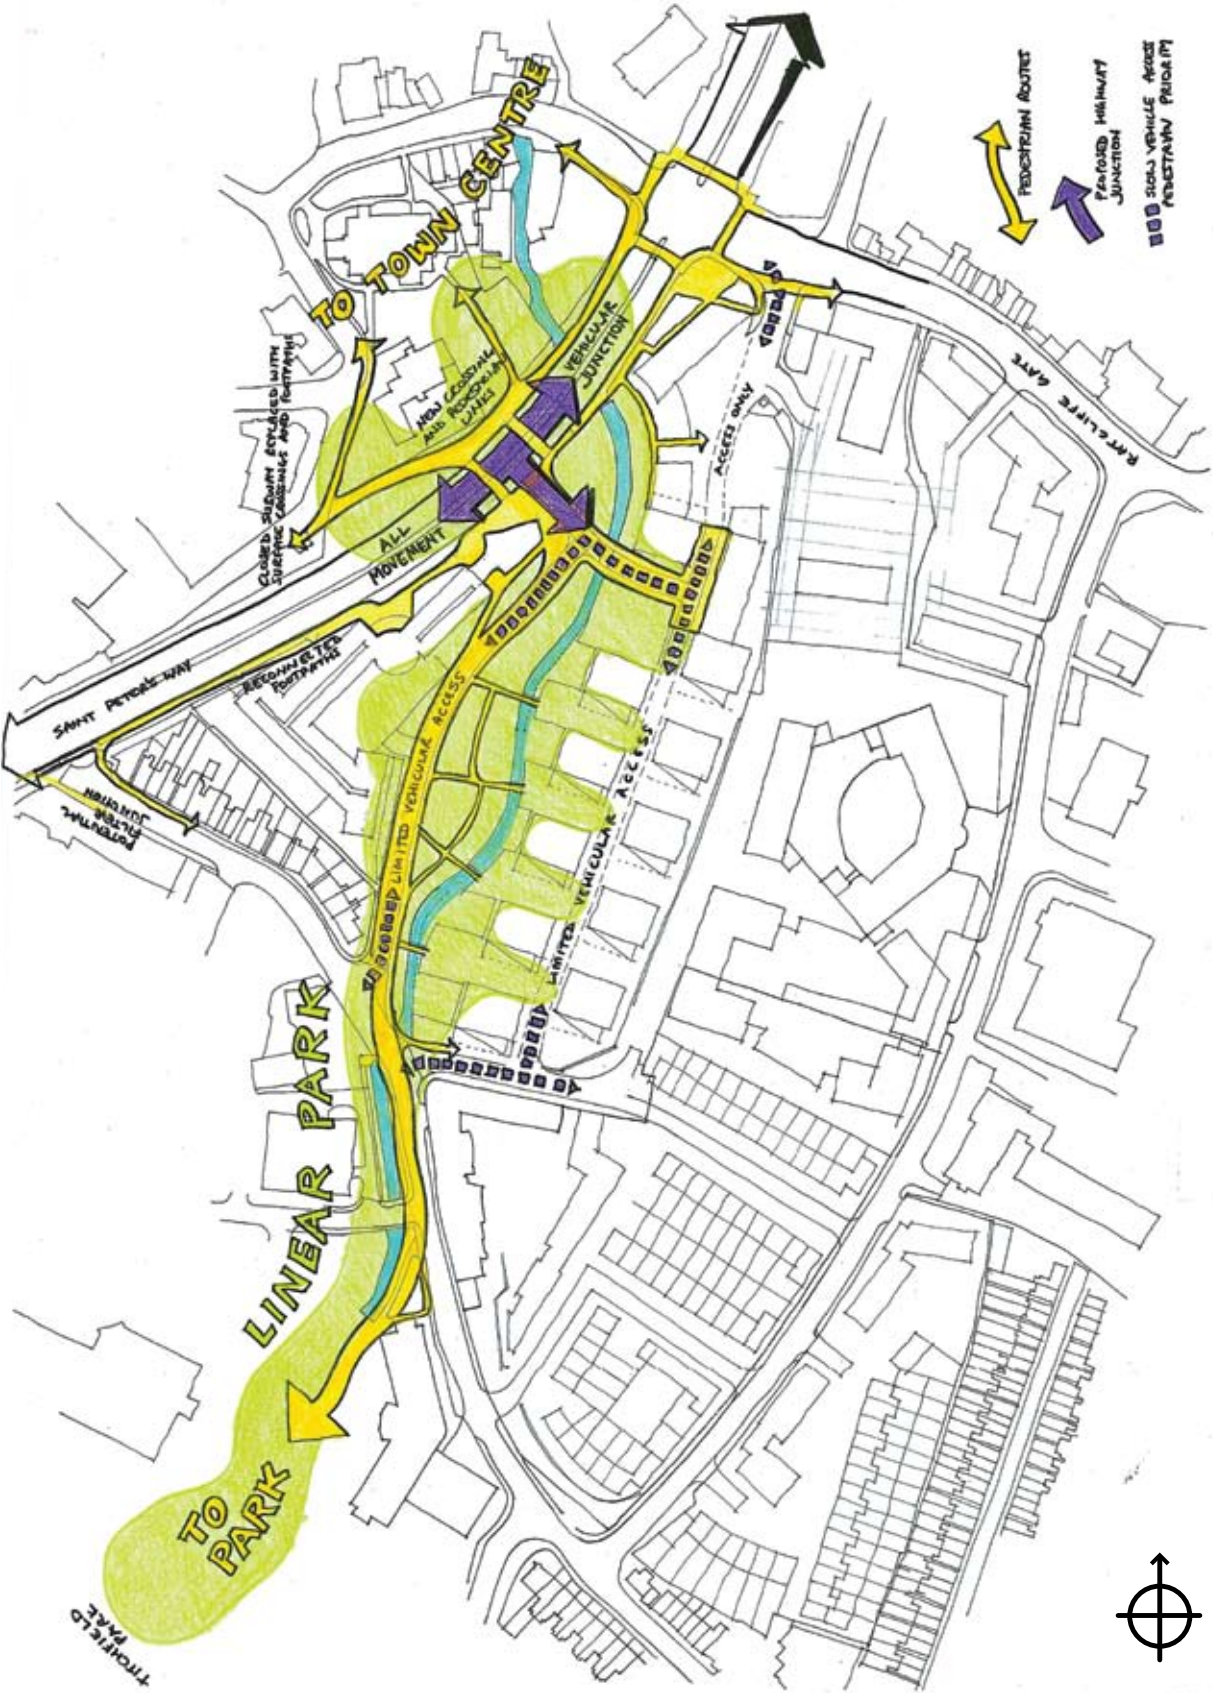 TO TOWN CENTRE
CLOSED SUBWAY REPLACED WITH
SURFACE CROSSINGS AND FOOTPATHS
NEW CROSSING
AND PEDESTRIAN
LINKS
VEHICULAR
JUNCTION
ALL
MOVEMENT
ACCESS ONLY
RATCLIFFE GATE
SAINT PETER'S WAY
RECONNECTED
FOOTPATHS
POTENTIAL
FILTER
JUNCTION
LIMITED VEHICULAR ACCESS
LIMITED VEHICULAR ACCESS
LINEAR PARK
TO
PARK
TITCHFIELD
PARK
PEDESTRIAN ROUTES
PROPOSED HIGHWAY
JUNCTION
SLOW VEHICLE ACCESS
PEDESTRIAN PRIORITY